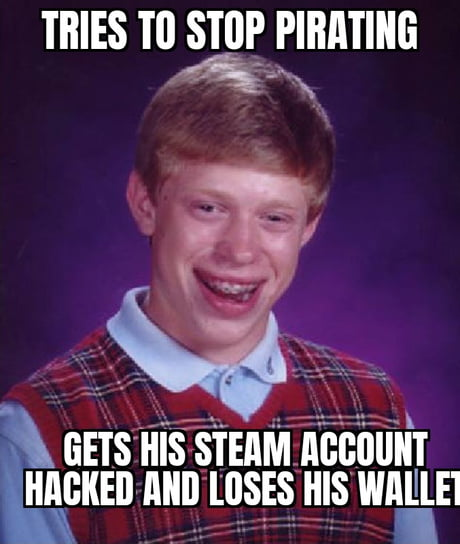 TRIES TO STOP PIRATING
GETS HIS STEAM ACCOUNT
HACKED AND LOSES HIS WALLET